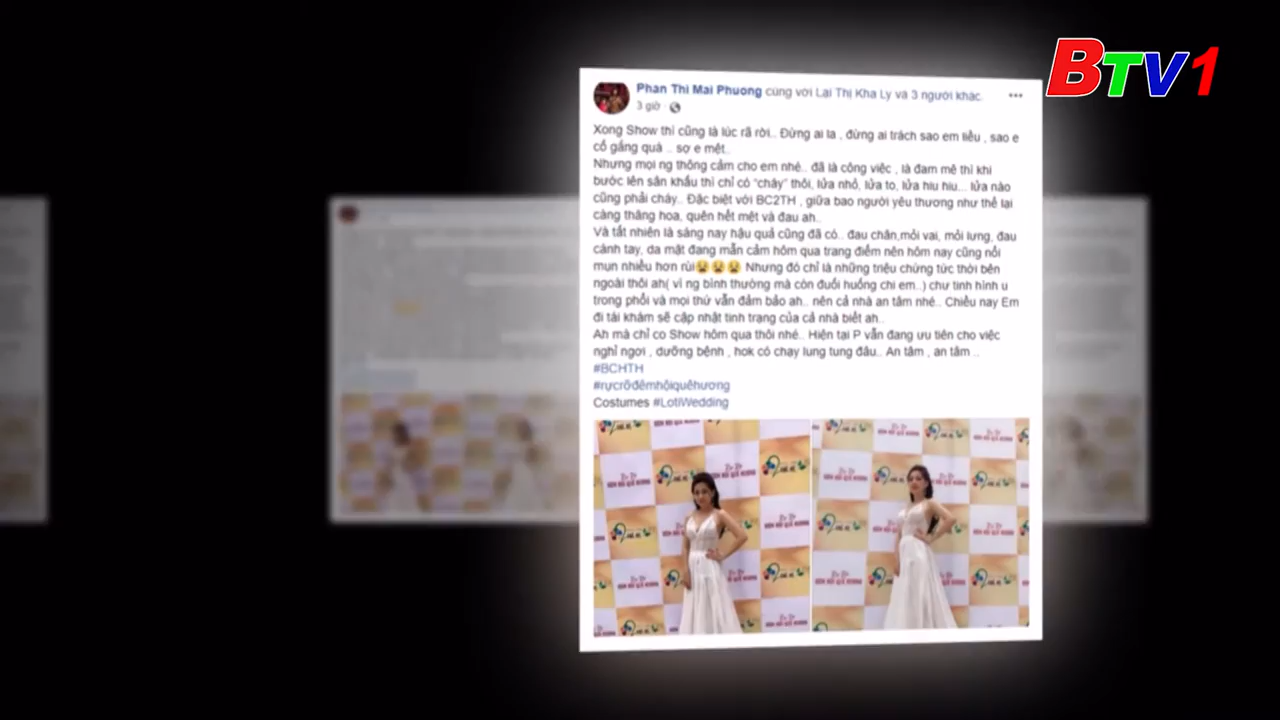 BTV1
Phan Thi Mai Phuong cùng với Lại Thị Kha Ly và 3 người khác.
3 giờ
Xong Show thì cũng là lúc rã rời.. Đừng ai la , đừng ai trách sao em liều , sao e
cố gắng quá .. sợ e mệt..
Nhưng mọi ng thông cảm cho em nhé.. đã là công việc , là đam mê thì khi
bước lên sân khấu thì chỉ có "cháy" thôi, lửa nhỏ, lửa to, lửa hiu hiu... lửa nào
cũng phải cháy.. Đặc biệt với BC2TH , giữa bao người yêu thương như thế lại
càng thăng hoa, quên hết mệt và đau ah..
Và tất nhiên là sáng nay hậu quả cũng đã có.. đau chân,mỏi vai, mỏi lưng, đau
cánh tay, da mặt đang mẫn cảm hôm qua trang điểm nên hôm nay cũng nổi
mụn nhiều hơn rùi😭😭😭 Nhưng đó chỉ là những triệu chứng tức thời bên
ngoài thôi ah( vì ng bình thường mà còn đuối huống chi em..) chứ tình hình u
trong phổi và mọi thứ vẫn đảm bảo ah.. nên cả nhà an tâm nhé.. Chiều nay Em
đi tái khám sẽ cập nhật tình trạng của cả nhà biết ah..
Ah mà chỉ co Show hôm qua thôi nhé.. Hiện tại P vẫn đang ưu tiên cho việc
nghỉ ngơi , dưỡng bệnh , hok có chạy lung tung đâu.. An tâm , an tâm ..
#BCHTH
#rựcrỡđêmhộiquêhương
Costumes #LotiWedding